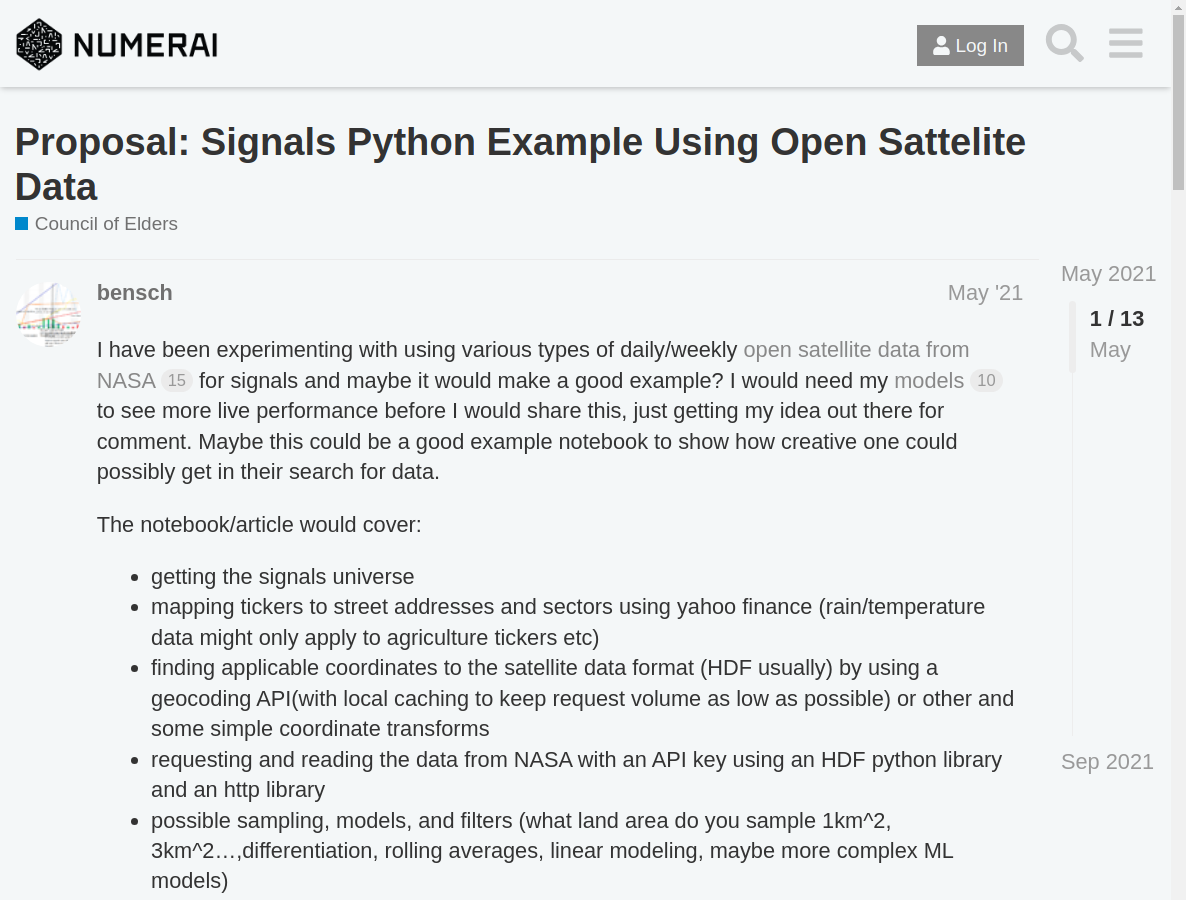 NUMERAI
Log In
Proposal: Signals Python Example Using Open Sattelite
Data
Council of Elders
bensch
May '21
May 2021
1 / 13
May
Sep 2021
I have been experimenting with using various types of daily/weekly open satellite data from
NASA 15 for signals and maybe it would make a good example? I would need my models 10
to see more live performance before I would share this, just getting my idea out there for
comment. Maybe this could be a good example notebook to show how creative one could
possibly get in their search for data.
The notebook/article would cover:
getting the signals universe
mapping tickers to street addresses and sectors using yahoo finance (rain/temperature
data might only apply to agriculture tickers etc)
finding applicable coordinates to the satellite data format (HDF usually) by using a
geocoding API(with local caching to keep request volume as low as possible) or other and
some simple coordinate transforms
requesting and reading the data from NASA with an API key using an HDF python library
and an http library
possible sampling, models, and filters (what land area do you sample 1km^2,
3km^2…,differentiation, rolling averages, linear modeling, maybe more complex ML
models)